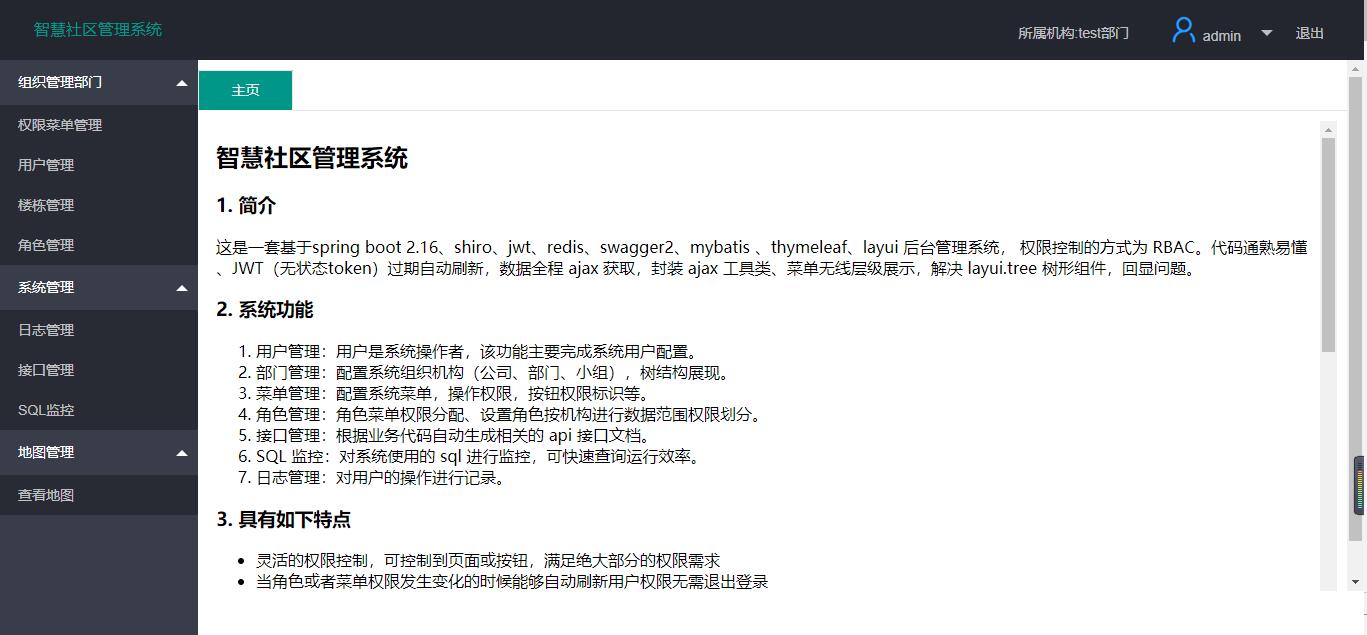 智慧社区管理系统
所属机构:test部门
admin
退出
组织管理部门
权限菜单管理
用户管理
楼栋管理
角色管理
系统管理
日志管理
接口管理
SQL监控
地图管理
查看地图
主页
智慧社区管理系统
1. 简介
这是一套基于spring boot 2.16、shiro、jwt、redis、swagger2、mybatis 、thymeleaf、layui 后台管理系统， 权限控制的方式为 RBAC。代码通熟易懂
、JWT（无状态token）过期自动刷新，数据全程 ajax 获取，封装 ajax 工具类、菜单无线层级展示，解决 layui.tree 树形组件，回显问题。
2. 系统功能
1. 用户管理：用户是系统操作者，该功能主要完成系统用户配置。
2. 部门管理：配置系统组织机构（公司、部门、小组），树结构展现。
3. 菜单管理：配置系统菜单，操作权限，按钮权限标识等。
4. 角色管理：角色菜单权限分配、设置角色按机构进行数据范围权限划分。
5. 接口管理：根据业务代码自动生成相关的 api 接口文档。
6. SQL 监控：对系统使用的 sql 进行监控，可快速查询运行效率。
7. 日志管理：对用户的操作进行记录。
3. 具有如下特点
• 灵活的权限控制，可控制到页面或按钮，满足绝大部分的权限需求
• 当角色或者菜单权限发生变化的时候能够自动刷新用户权限无需退出登录